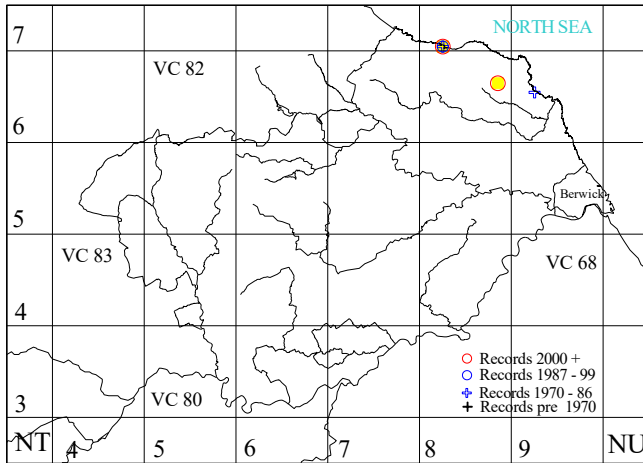 NORTH SEA
7
VC 82
6
Berwick
5
VC 83
VC 68
4
Records 2000 +
Records 1987 - 99
Records 1970 - 86
VC 80
Records pre 1970
3
NT 4 5 6 7 8 9 NU